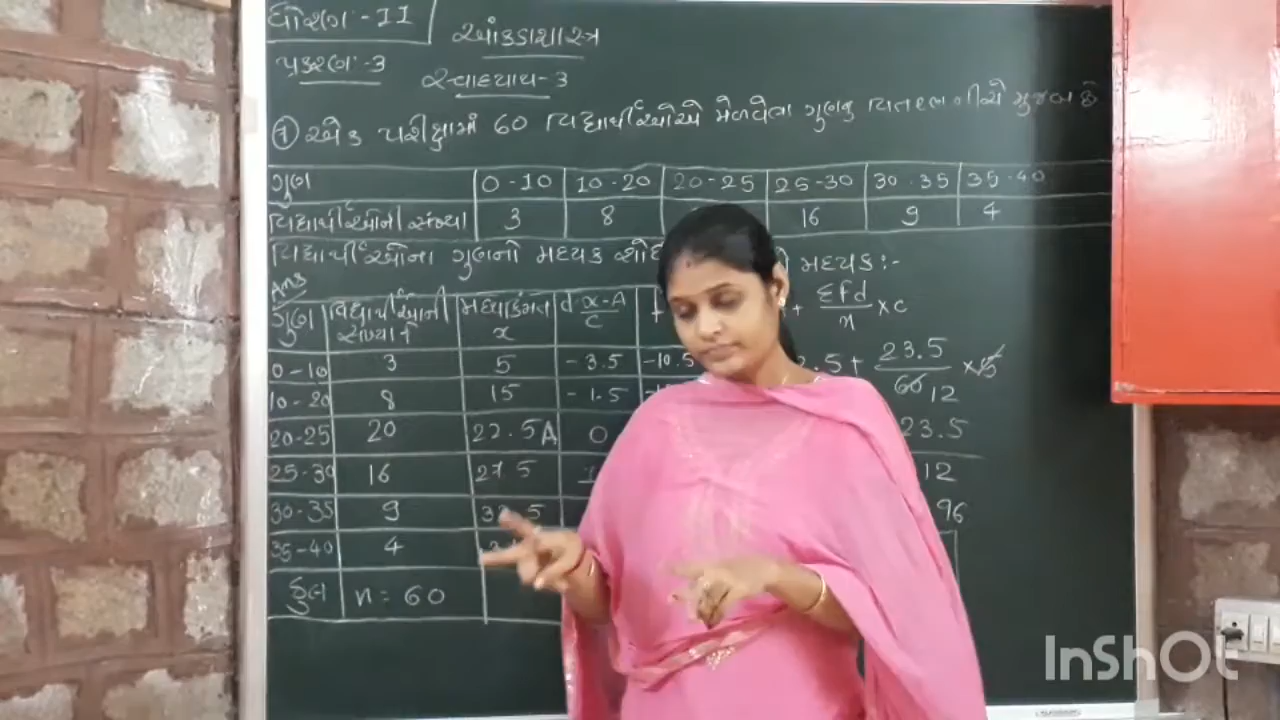 ધોરણ - II
આંકડાશાસ્ત્ર
પ્રકરણ - 3
સ્વાધ્યાય - 3
① એક પરીક્ષામાં 60 વિદ્યાર્થીઓએ મેળવેલા ગુણનું વિતરણ નીચે મુજબ છે
ગુણ 0-10 10-20 20-25 25-30 30-35 35-40
વિદ્યાર્થીઓની સંખ્યા 3 8 16 9 4
વિદ્યાર્થીઓના ગુણનો મધ્યક મધ્યક :-
Ans
ગુણ વિદ્યાર્થીઓની સંખ્યા f મધ્યકિંમત x d = x-A / C Σfd / n × C
0-10 3 5 -3.5 -10.5 2.5 + 23.5 / 60 12 × 5
10-20 8 15 -1.5
20-25 20 22.5 A 0 23.5
25-30 16 27.5 12
30-35 9 96
35-40 4
કુલ n = 60
InShOt